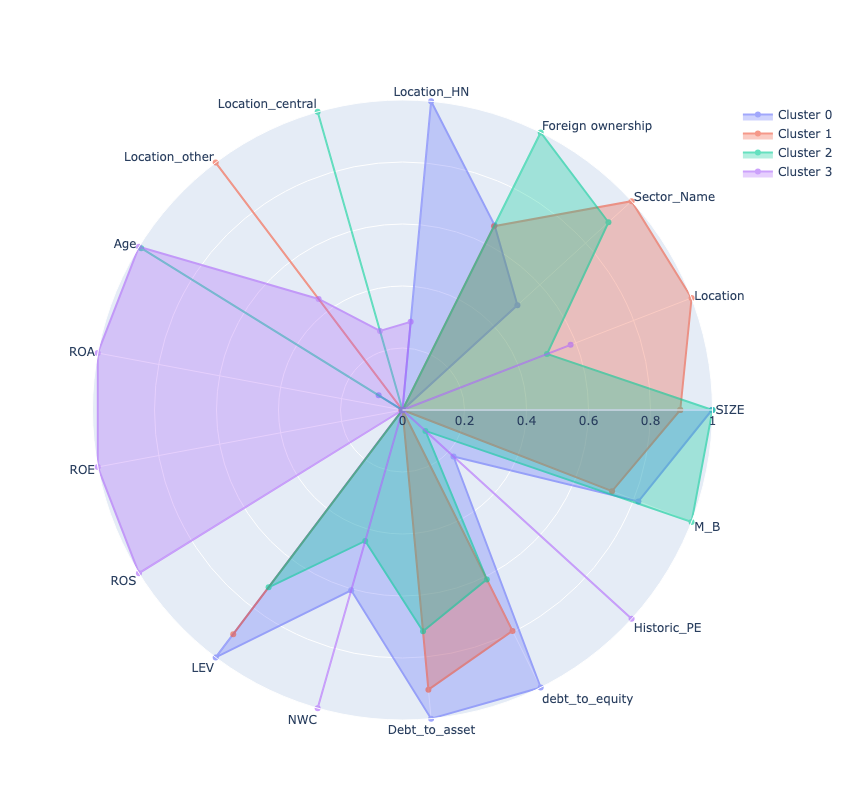 Location_HN
Location_central
Foreign ownership
Cluster 0
Cluster 1
Cluster 2
Cluster 3
Location_other
Sector_Name
Age
Location
ROA
SIZE
0
0.2
0.4
0.6
0.8
1
ROE
M_B
ROS
Historic_PE
LEV
debt_to_equity
NWC
Debt_to_asset